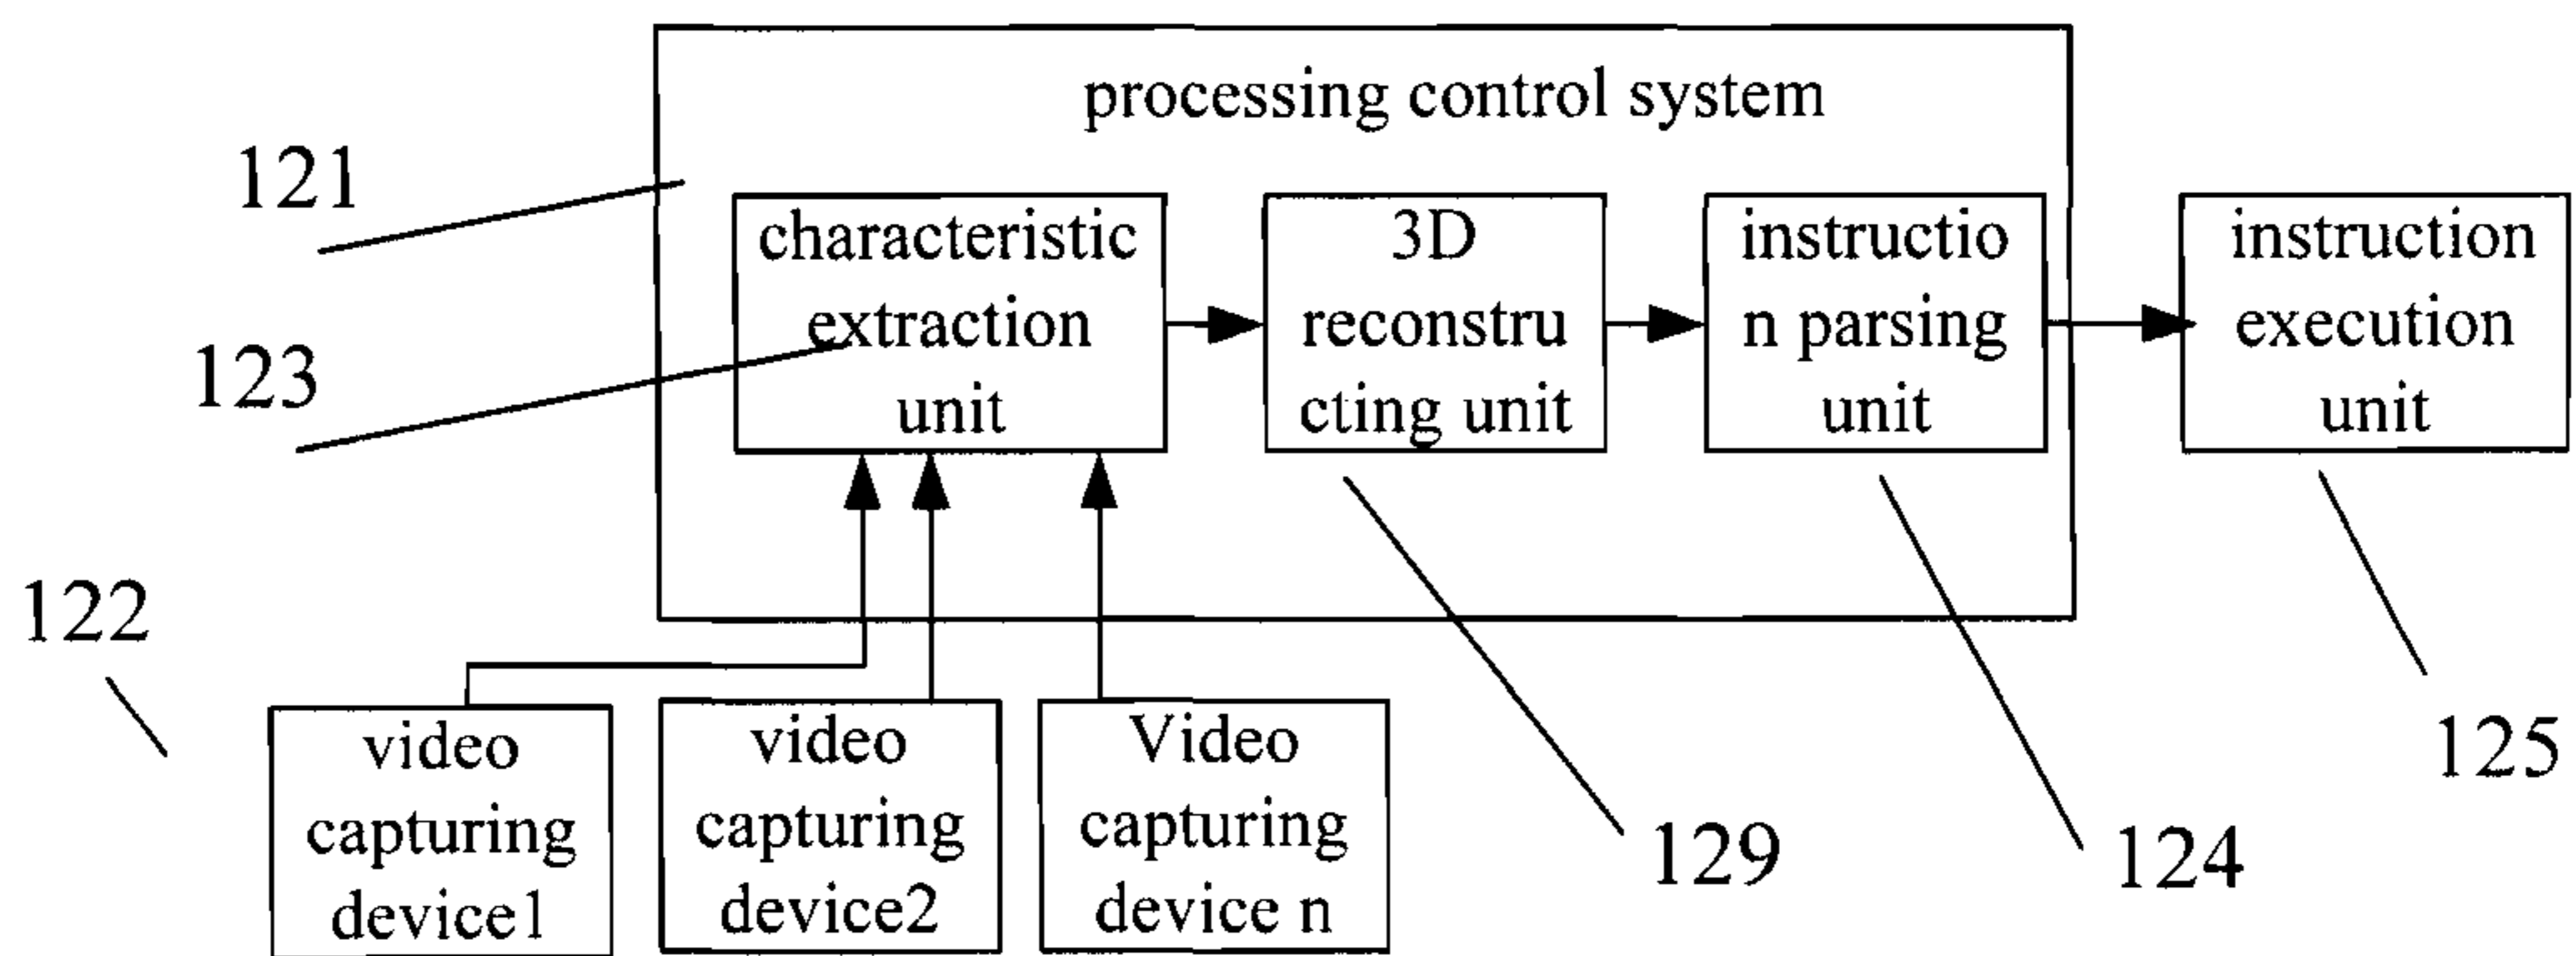 processing control system
121
characteristic
extraction
unit
3D
reconstru
cting unit
instructio
n parsing
unit
instruction
execution
unit
123
122
video
capturing
device1
video
capturing
device2
Video
capturing
device n
129
124
125